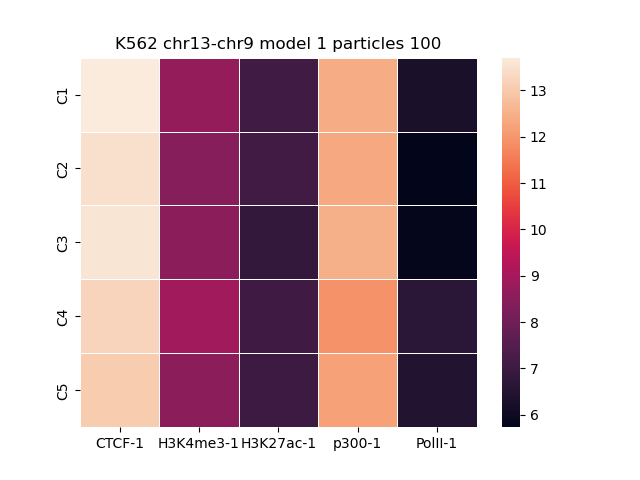 K562 chr13-chr9 model 1 particles 100
C1
C2
C3
C4
C5
CTCF-1 H3K4me3-1 H3K27ac-1 p300-1 PolII-1
13
12
11
10
9
8
7
6